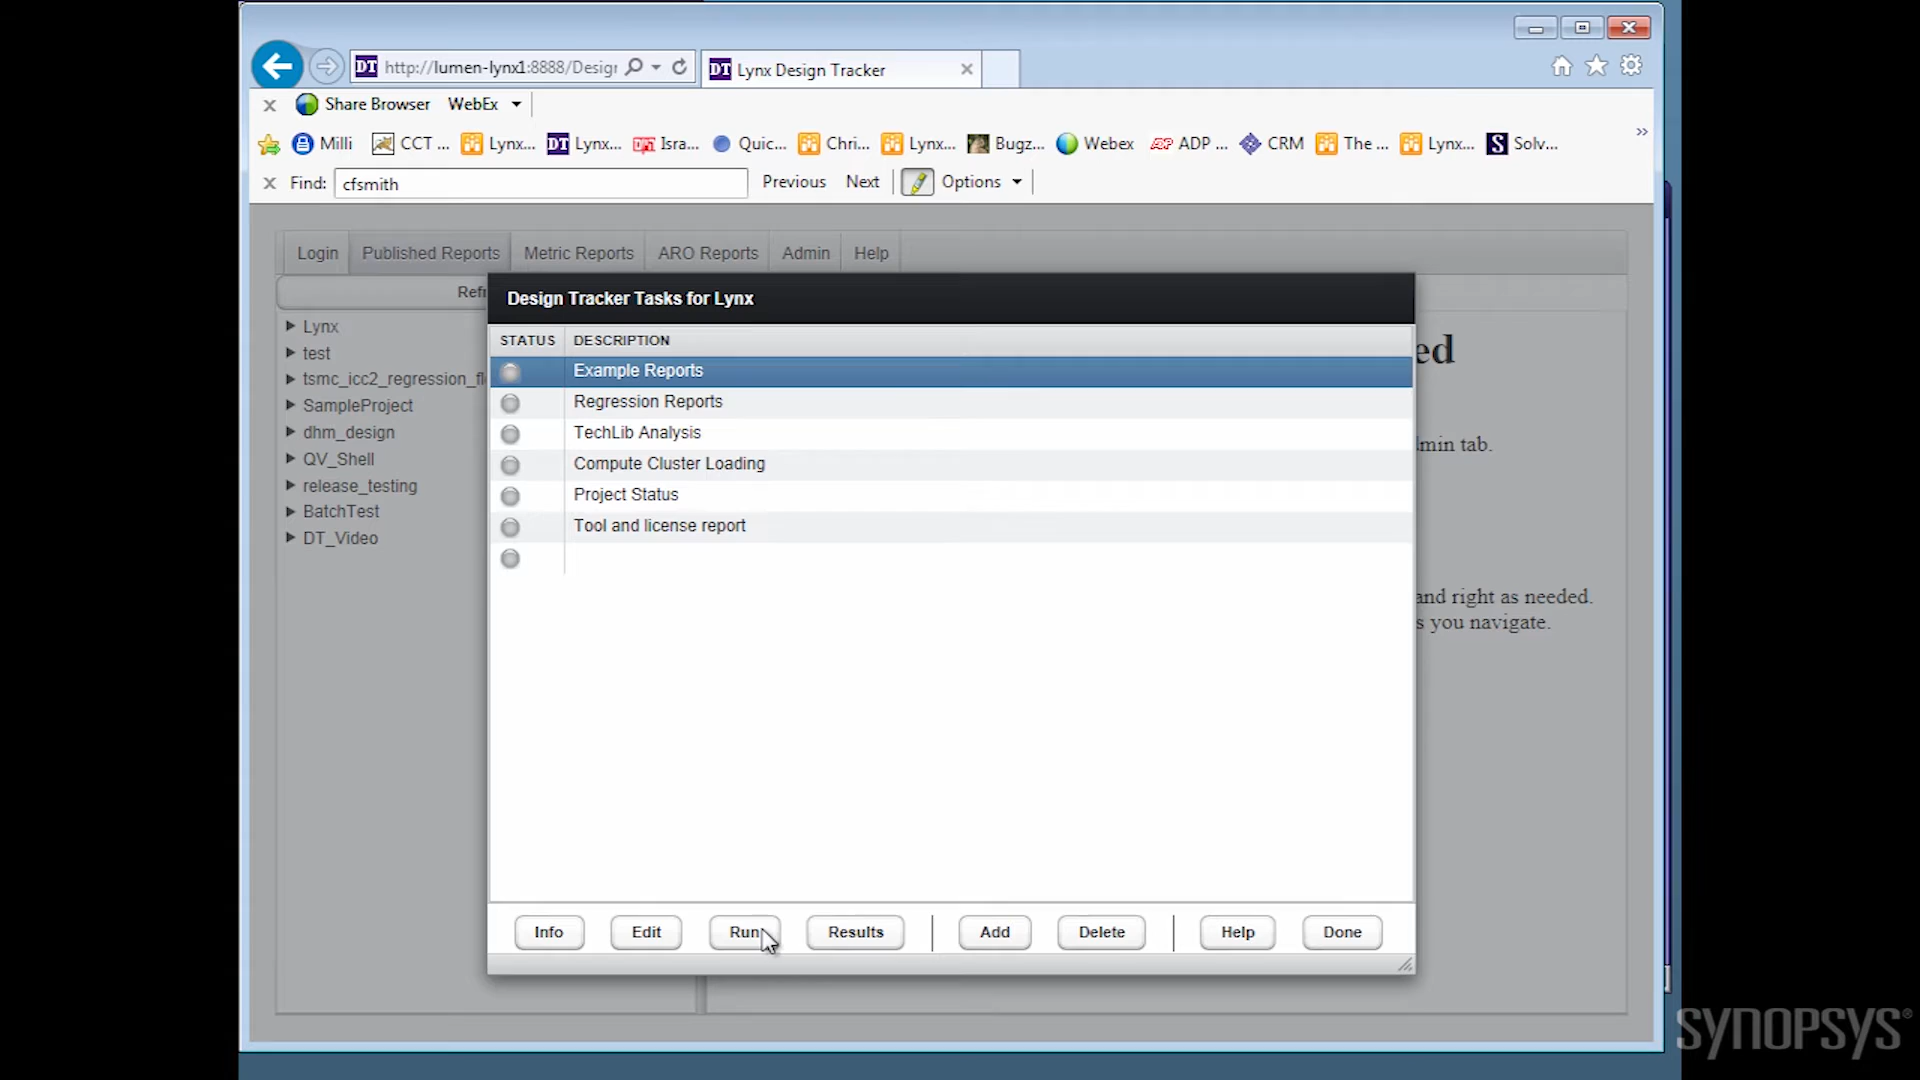 DT http://lumen-lynx1:8888/Desigr
DT Lynx Design Tracker
Share Browser WebEx
Milli CCT ... Lynx... DT Lynx... Isra... Quic... Chri... Lynx... Bugz... Webex ADP ... CRM The ... Lynx... S Solv...
Find: cfsmith Previous Next Options
Login Published Reports Metric Reports ARO Reports Admin Help
Refr
Design Tracker Tasks for Lynx
STATUS DESCRIPTION
Example Reports
Regression Reports
TechLib Analysis
Compute Cluster Loading
Project Status
Tool and license report
Lynx
test
tsmc_icc2_regression_fl
SampleProject
dhm_design
QV_Shell
release_testing
BatchTest
DT_Video
ed
min tab.
and right as needed.
s you navigate.
Info Edit Run Results Add Delete Help Done
SYNOPSYS®